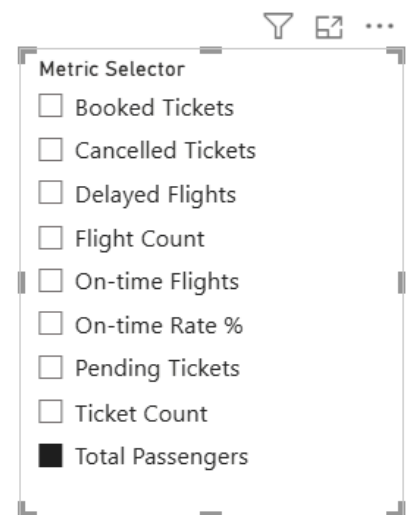 Metric Selector
Booked Tickets
Cancelled Tickets
Delayed Flights
Flight Count
On-time Flights
On-time Rate %
Pending Tickets
Ticket Count
Total Passengers